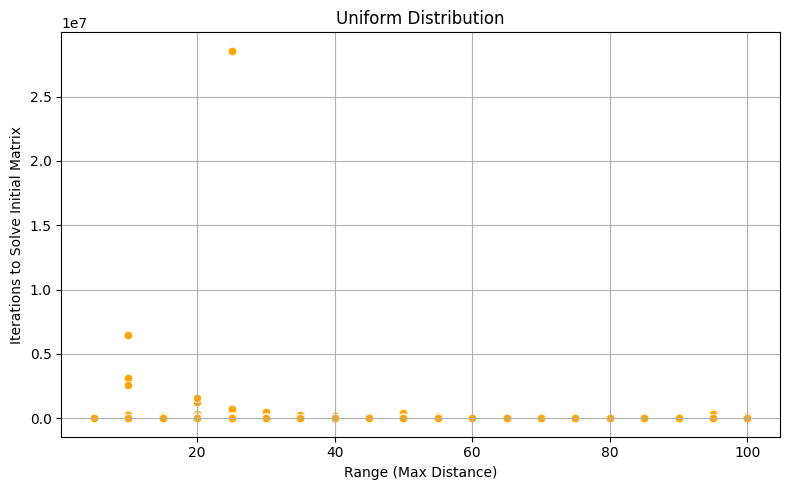 Uniform Distribution
1e7
2.5
2.0
1.5
1.0
0.5
0.0
Iterations to Solve Initial Matrix
20
40
60
80
100
Range (Max Distance)